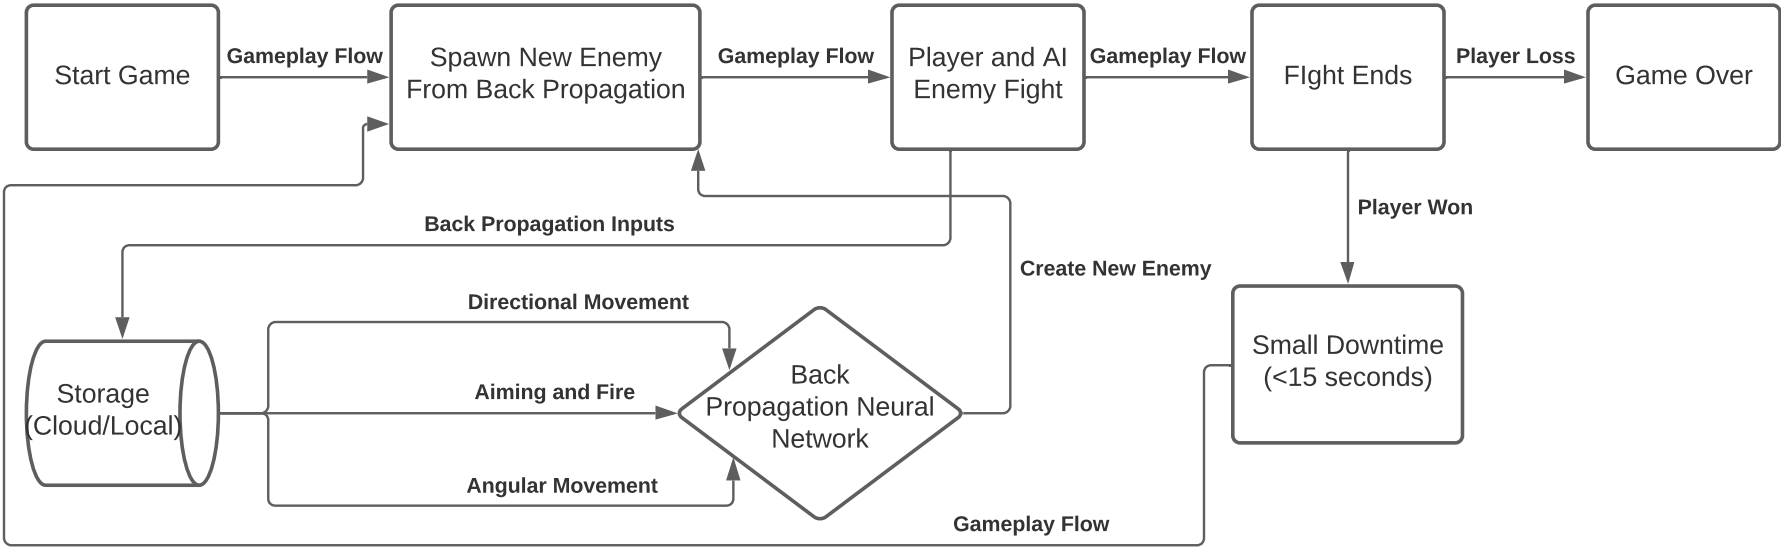 Start Game
Gameplay Flow
Spawn New Enemy
From Back Propagation
Gameplay Flow
Player and AI
Enemy Fight
Gameplay Flow
FIght Ends
Player Loss
Game Over
Player Won
Back Propagation Inputs
Create New Enemy
Directional Movement
Small Downtime
(<15 seconds)
Storage
(Cloud/Local)
Aiming and Fire
Back
Propagation Neural
Network
Angular Movement
Gameplay Flow